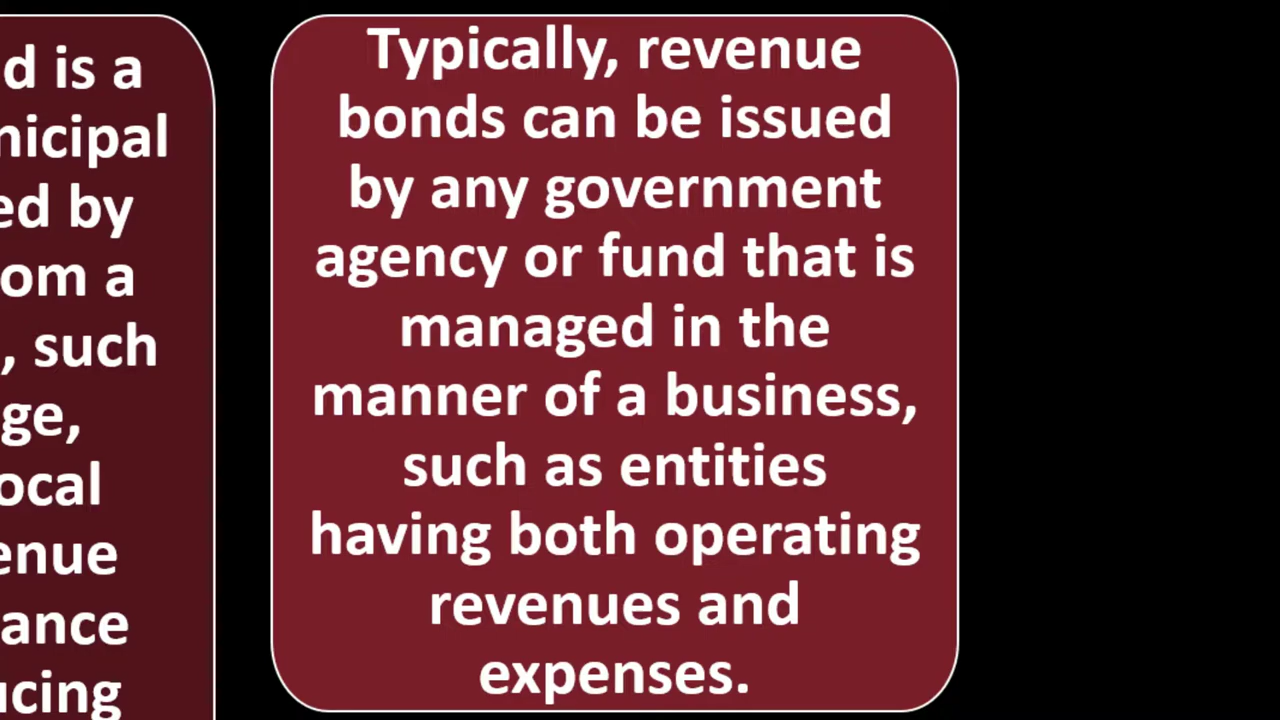 d is a
nicipal
ed by
om a
, such
ge,
ocal
enue
ance
ucing
Typically, revenue
bonds can be issued
by any government
agency or fund that is
managed in the
manner of a business,
such as entities
having both operating
revenues and
expenses.